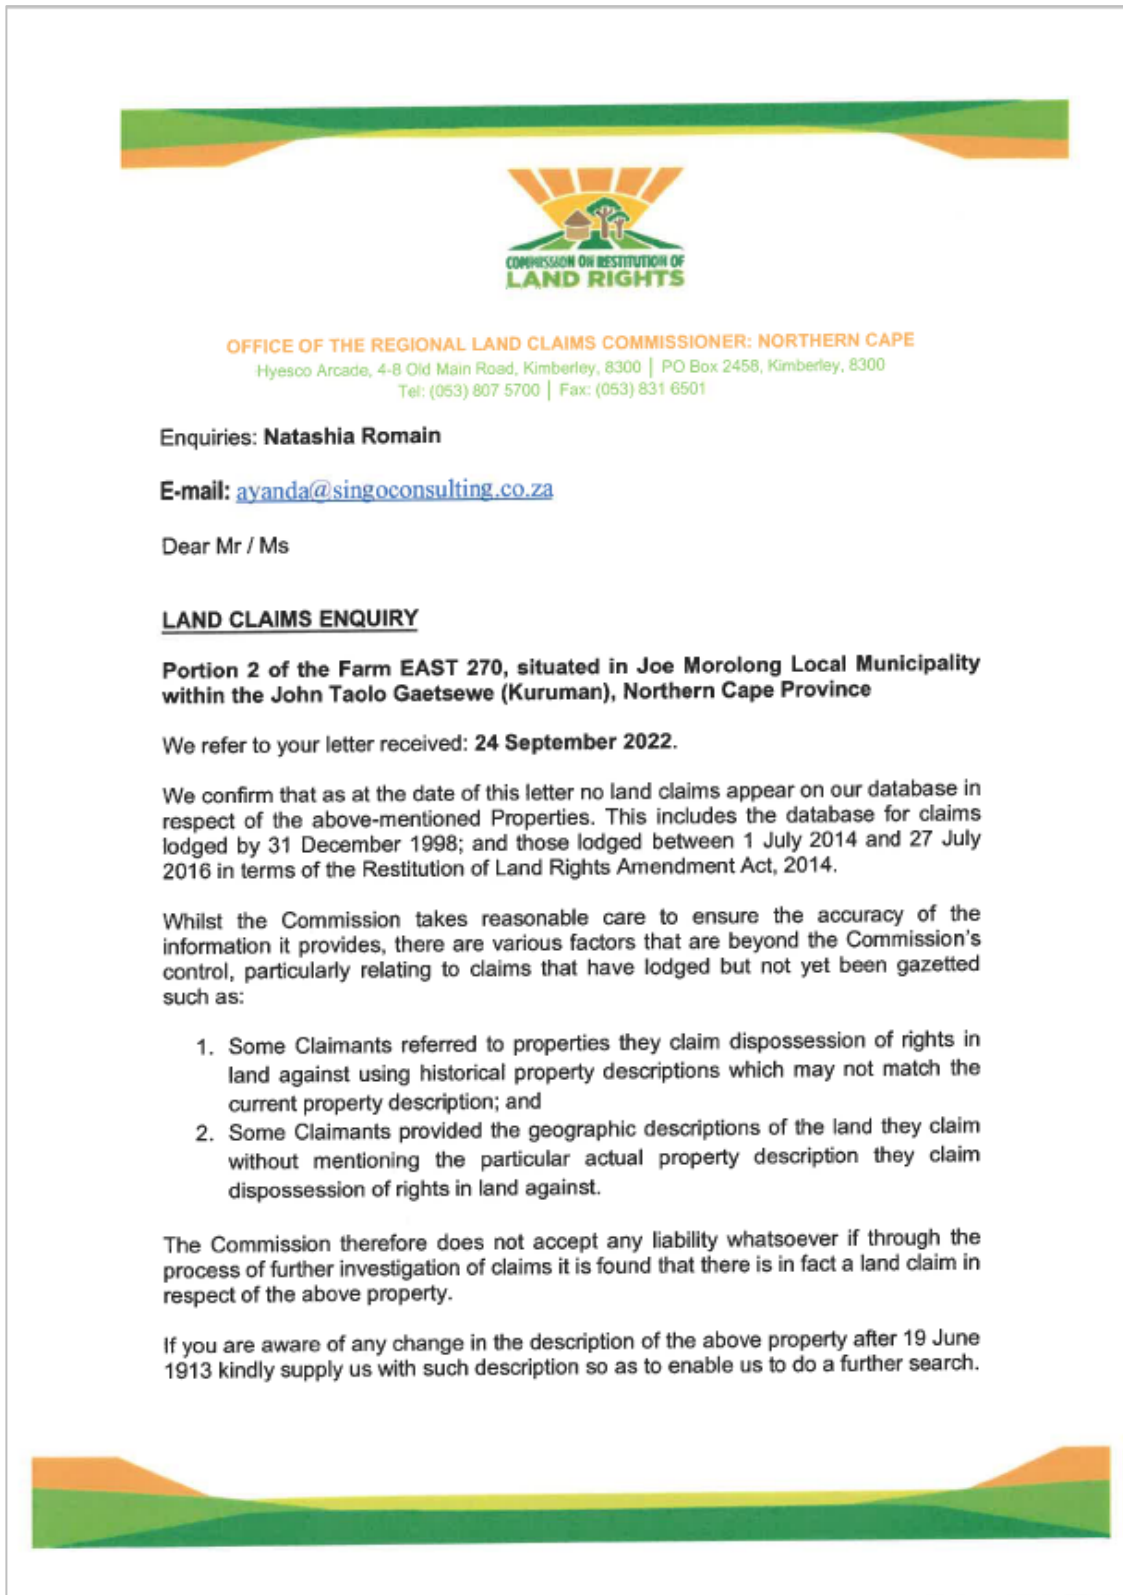 COMMISSION ON RESTITUTION OF
LAND RIGHTS
OFFICE OF THE REGIONAL LAND CLAIMS COMMISSIONER: NORTHERN CAPE
Hyesco Arcade, 4-8 Old Main Road, Kimberley, 8300 | PO Box 2458, Kimberley, 8300
Tel: (053) 807 5700 | Fax: (053) 831 6501
Enquiries: Natashia Romain
E-mail: ayanda@singoconsulting.co.za
Dear Mr / Ms
LAND CLAIMS ENQUIRY
Portion 2 of the Farm EAST 270, situated in Joe Morolong Local Municipality
within the John Taolo Gaetsewe (Kuruman), Northern Cape Province
We refer to your letter received: 24 September 2022.
We confirm that as at the date of this letter no land claims appear on our database in
respect of the above-mentioned Properties. This includes the database for claims
lodged by 31 December 1998; and those lodged between 1 July 2014 and 27 July
2016 in terms of the Restitution of Land Rights Amendment Act, 2014.
Whilst the Commission takes reasonable care to ensure the accuracy of the
information it provides, there are various factors that are beyond the Commission's
control, particularly relating to claims that have lodged but not yet been gazetted
such as:
1. Some Claimants referred to properties they claim dispossession of rights in
land against using historical property descriptions which may not match the
current property description; and
2. Some Claimants provided the geographic descriptions of the land they claim
without mentioning the particular actual property description they claim
dispossession of rights in land against.
The Commission therefore does not accept any liability whatsoever if through the
process of further investigation of claims it is found that there is in fact a land claim in
respect of the above property.
If you are aware of any change in the description of the above property after 19 June
1913 kindly supply us with such description so as to enable us to do a further search.